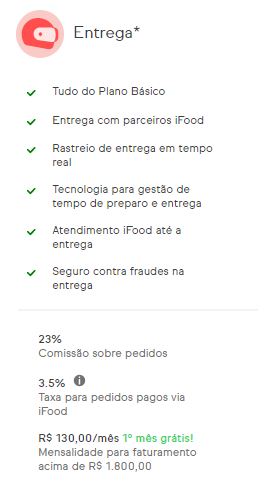 Entrega*
Tudo do Plano Básico
Entrega com parceiros iFood
Rastreio de entrega em tempo
real
Tecnologia para gestão de
tempo de preparo e entrega
Atendimento iFood até a
entrega
Seguro contra fraudes na
entrega
23%
Comissão sobre pedidos
3.5%
Taxa para pedidos pagos via
iFood
R$ 130,00/mês 1º mês grátis!
Mensalidade para faturamento
acima de R$ 1.800,00